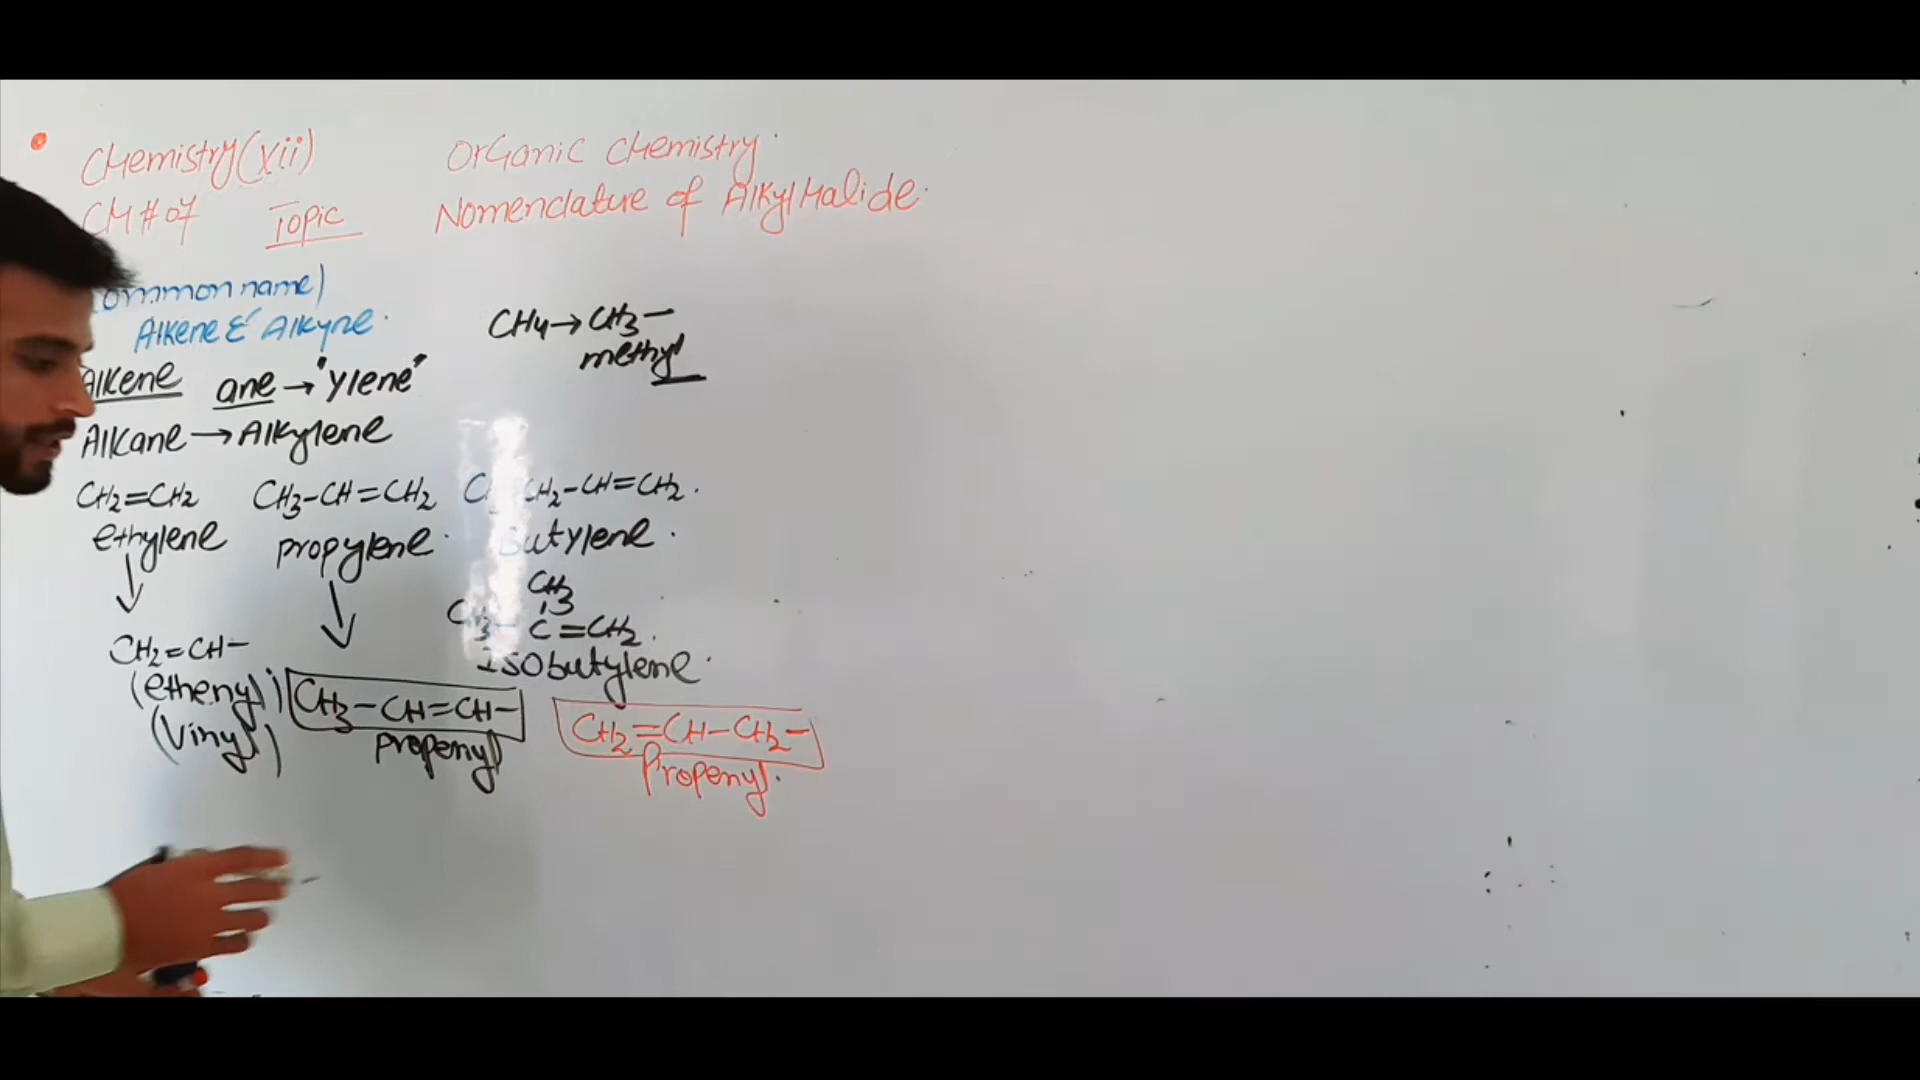 Chemistry(xii) Organic chemistry.
CH#07 Topic Nomenclature of AlkylHalide.
ommon name)
Alkene & Alkyne.
CH4→CH3-
methyl
Alkene ane→"ylene"
Alkane→Alkylene
CH2=CH2 CH3-CH=CH2 CH2-CH=CH2.
ethylene propylene. Butylene.
CH3
CH3- C=CH2.
Isobutylene.
CH2=CH-
(ethenyl) CH3-CH=CH-
(vinyl) propenyl
CH2=CH-CH2-
Propenyl.